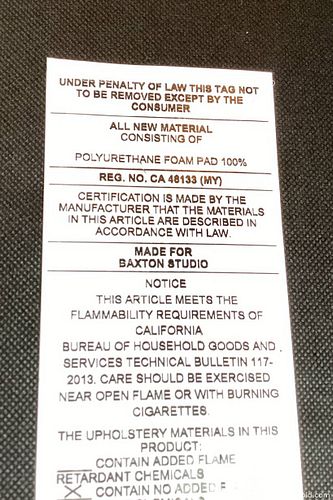 UNDER PENALTY OF LAW THIS TAG NOT
TO BE REMOVED EXCEPT BY THE
CONSUMER
ALL NEW MATERIAL
CONSISTING OF
POLYURETHANE FOAM PAD 100%
REG. NO. CA 48133 (MY)
CERTIFICATION IS MADE BY THE
MANUFACTURER THAT THE MATERIALS
IN THIS ARTICLE ARE DESCRIBED IN
ACCORDANCE WITH LAW.
MADE FOR
BAXTON STUDIO
NOTICE
THIS ARTICLE MEETS THE
FLAMMABILITY REQUIREMENTS OF
CALIFORNIA
BUREAU OF HOUSEHOLD GOODS AND
SERVICES TECHNICAL BULLETIN 117-
2013. CARE SHOULD BE EXERCISED
NEAR OPEN FLAME OR WITH BURNING
CIGARETTES.
THE UPHOLSTERY MATERIALS IN THIS
PRODUCT:
CONTAIN ADDED FLAME
RETARDANT CHEMICALS
X CONTAIN NO ADDED F